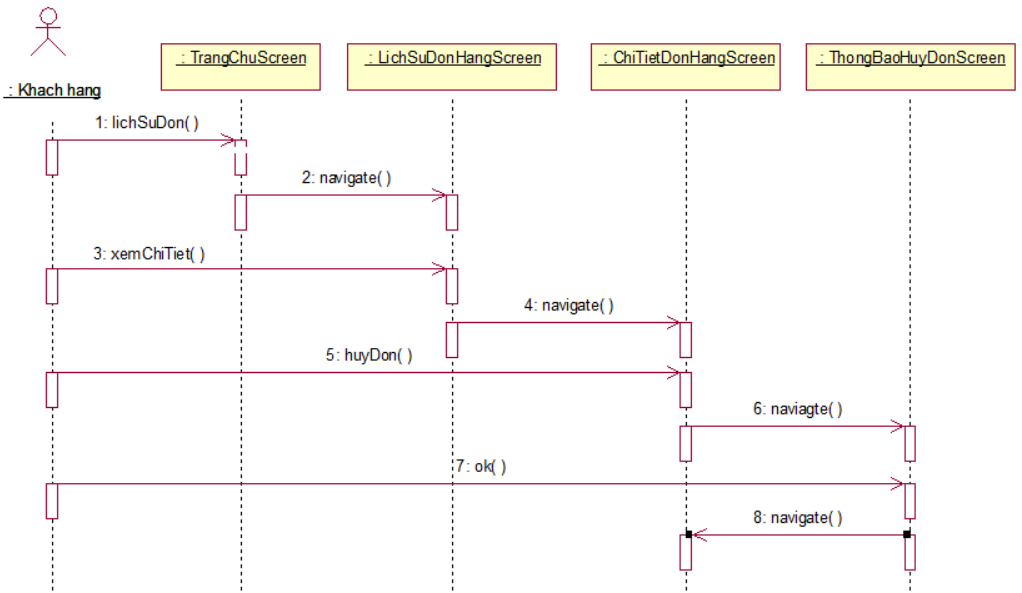 : TrangChuScreen
: LichSuDonHangScreen
: ChiTietDonHangScreen
: ThongBaoHuyDonScreen
: Khach hang
1: lichSuDon( )
2: navigate( )
3: xemChiTiet( )
4: navigate( )
5: huyDon( )
6: naviagte( )
7: ok( )
8: navigate( )